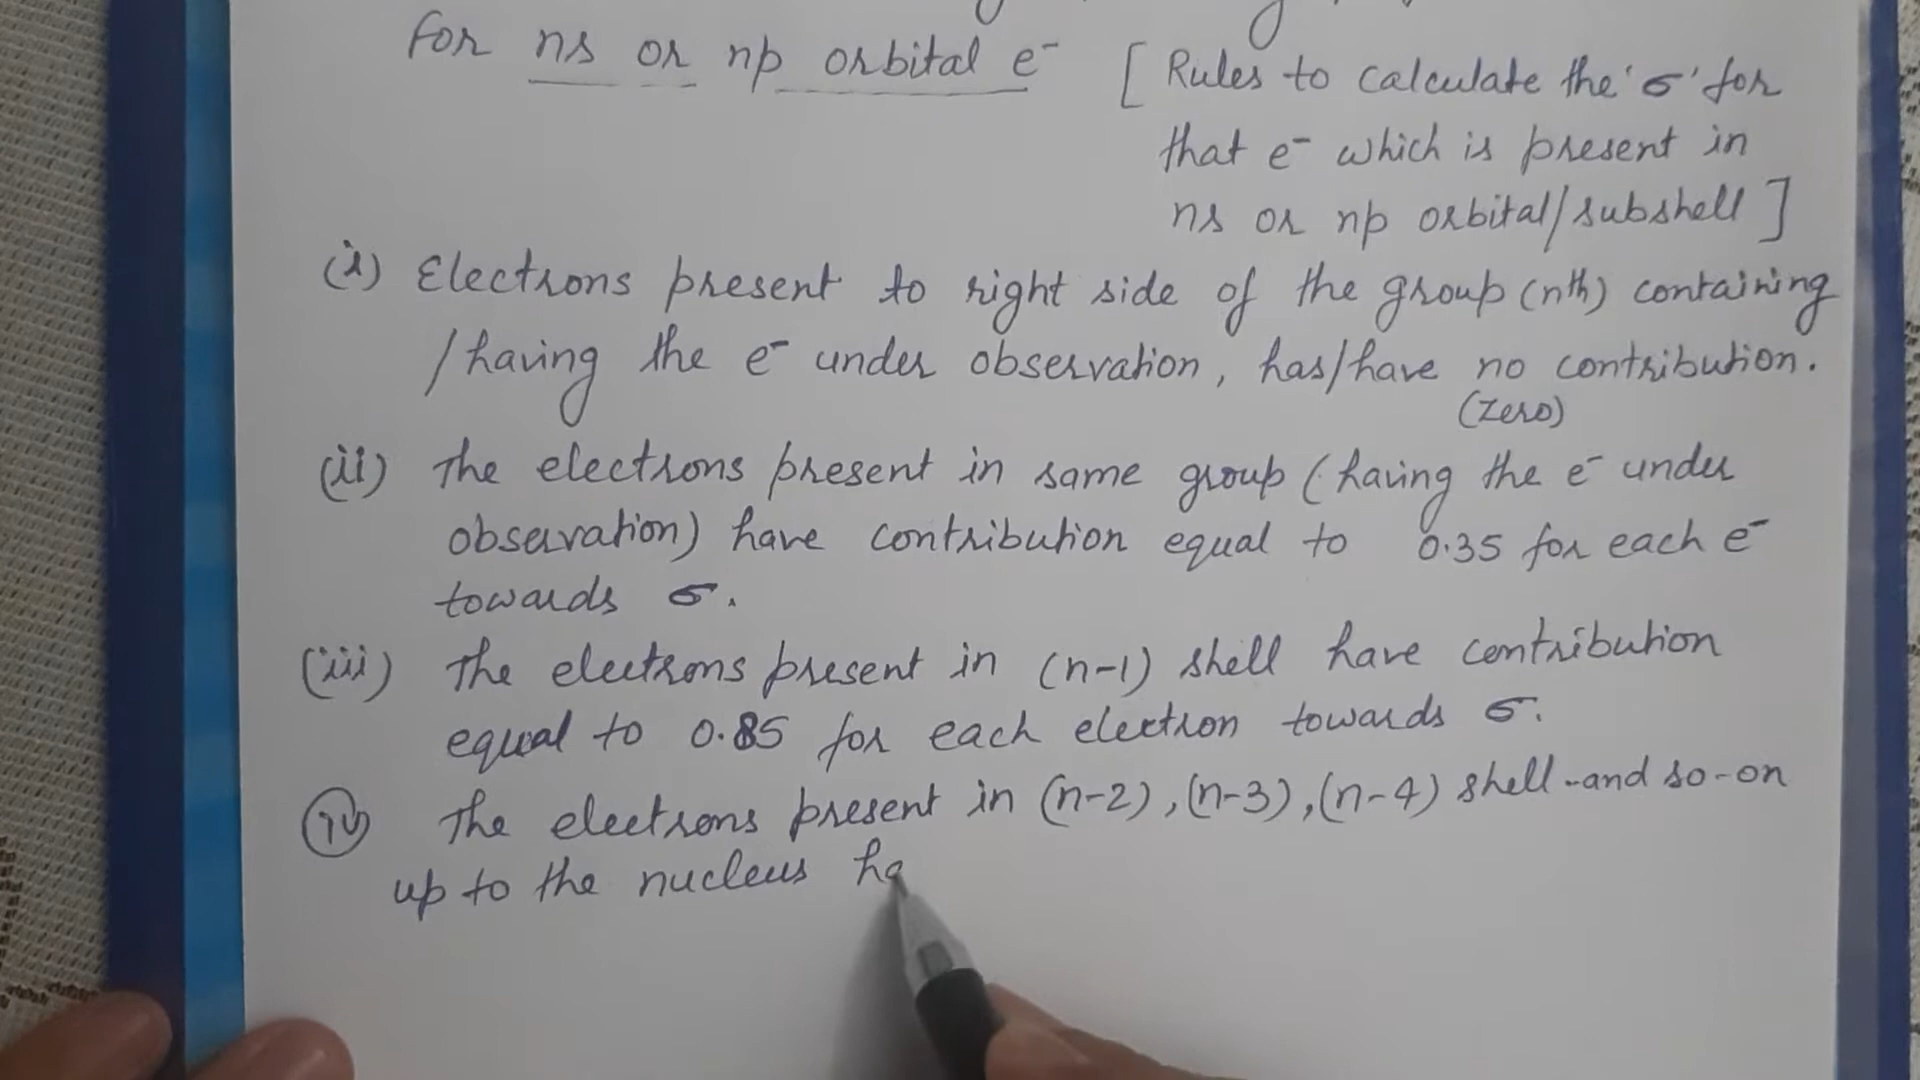 For ns or np orbital e⁻ [ Rules to calculate the 'σ' for
that e⁻ which is present in
ns or np orbital/subshell ]
(i) Electrons present to right side of the group (nth) containing
/having the e⁻ under observation, has/have no contribution.
(Zero)
(ii) The electrons present in same group (having the e⁻ under
observation) have contribution equal to 0.35 for each e⁻
towards σ.
(iii) The electrons present in (n-1) shell have contribution
equal to 0.85 for each electron towards σ.
(iv) The electrons present in (n-2), (n-3), (n-4) shell -and so-on
up to the nucleus ha